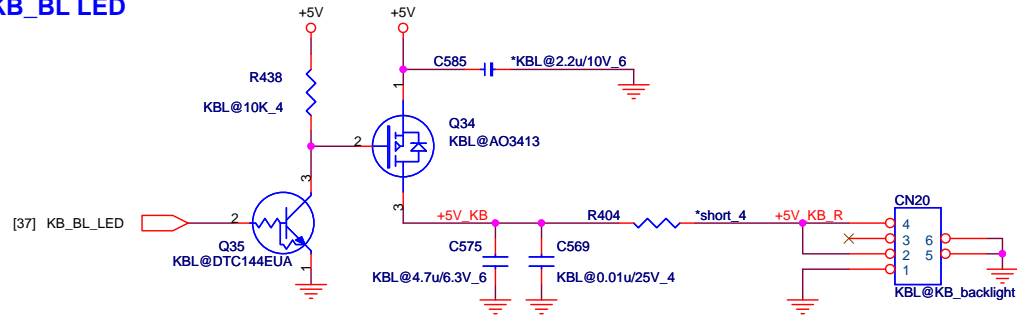 KB_BL LED
+5V
+5V
C585
*KBL@2.2u/10V_6
R438
KBL@10K_4
1
Q34
KBL@AO3413
2
3
3
[37] KB_BL_LED
2
Q35
KBL@DTC144EUA
1
+5V_KB
R404
*short_4
+5V_KB_R
CN20
4
3
2
1
6
5
C575
C569
KBL@4.7u/6.3V_6
KBL@0.01u/25V_4
KBL@KB_backlight